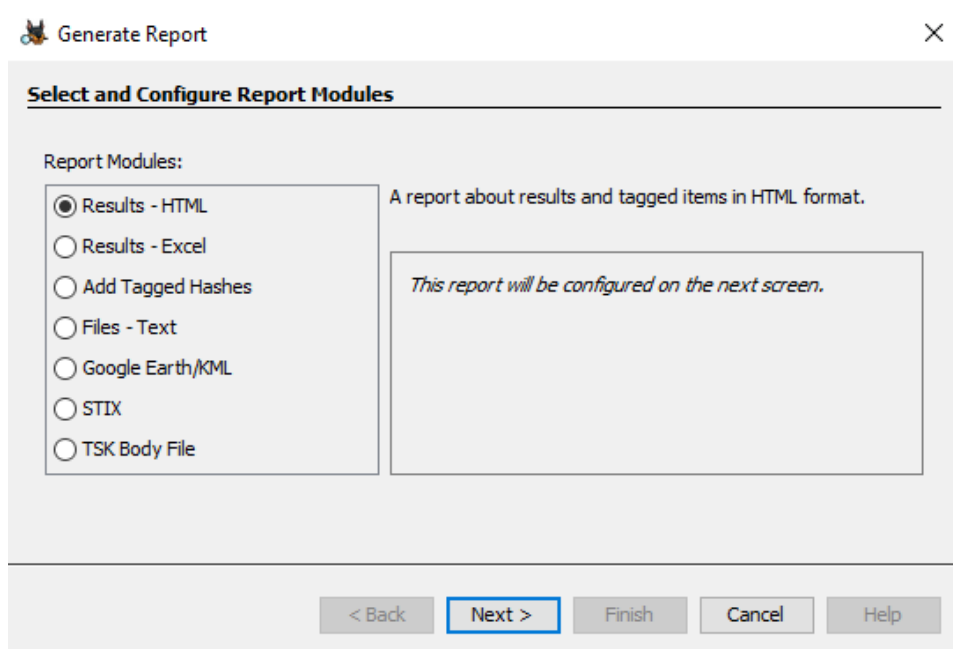 Generate Report
Select and Configure Report Modules
Report Modules:
Results - HTML
Results - Excel
Add Tagged Hashes
Files - Text
Google Earth/KML
STIX
TSK Body File
A report about results and tagged items in HTML format.
This report will be configured on the next screen.
< Back
Next >
Finish
Cancel
Help